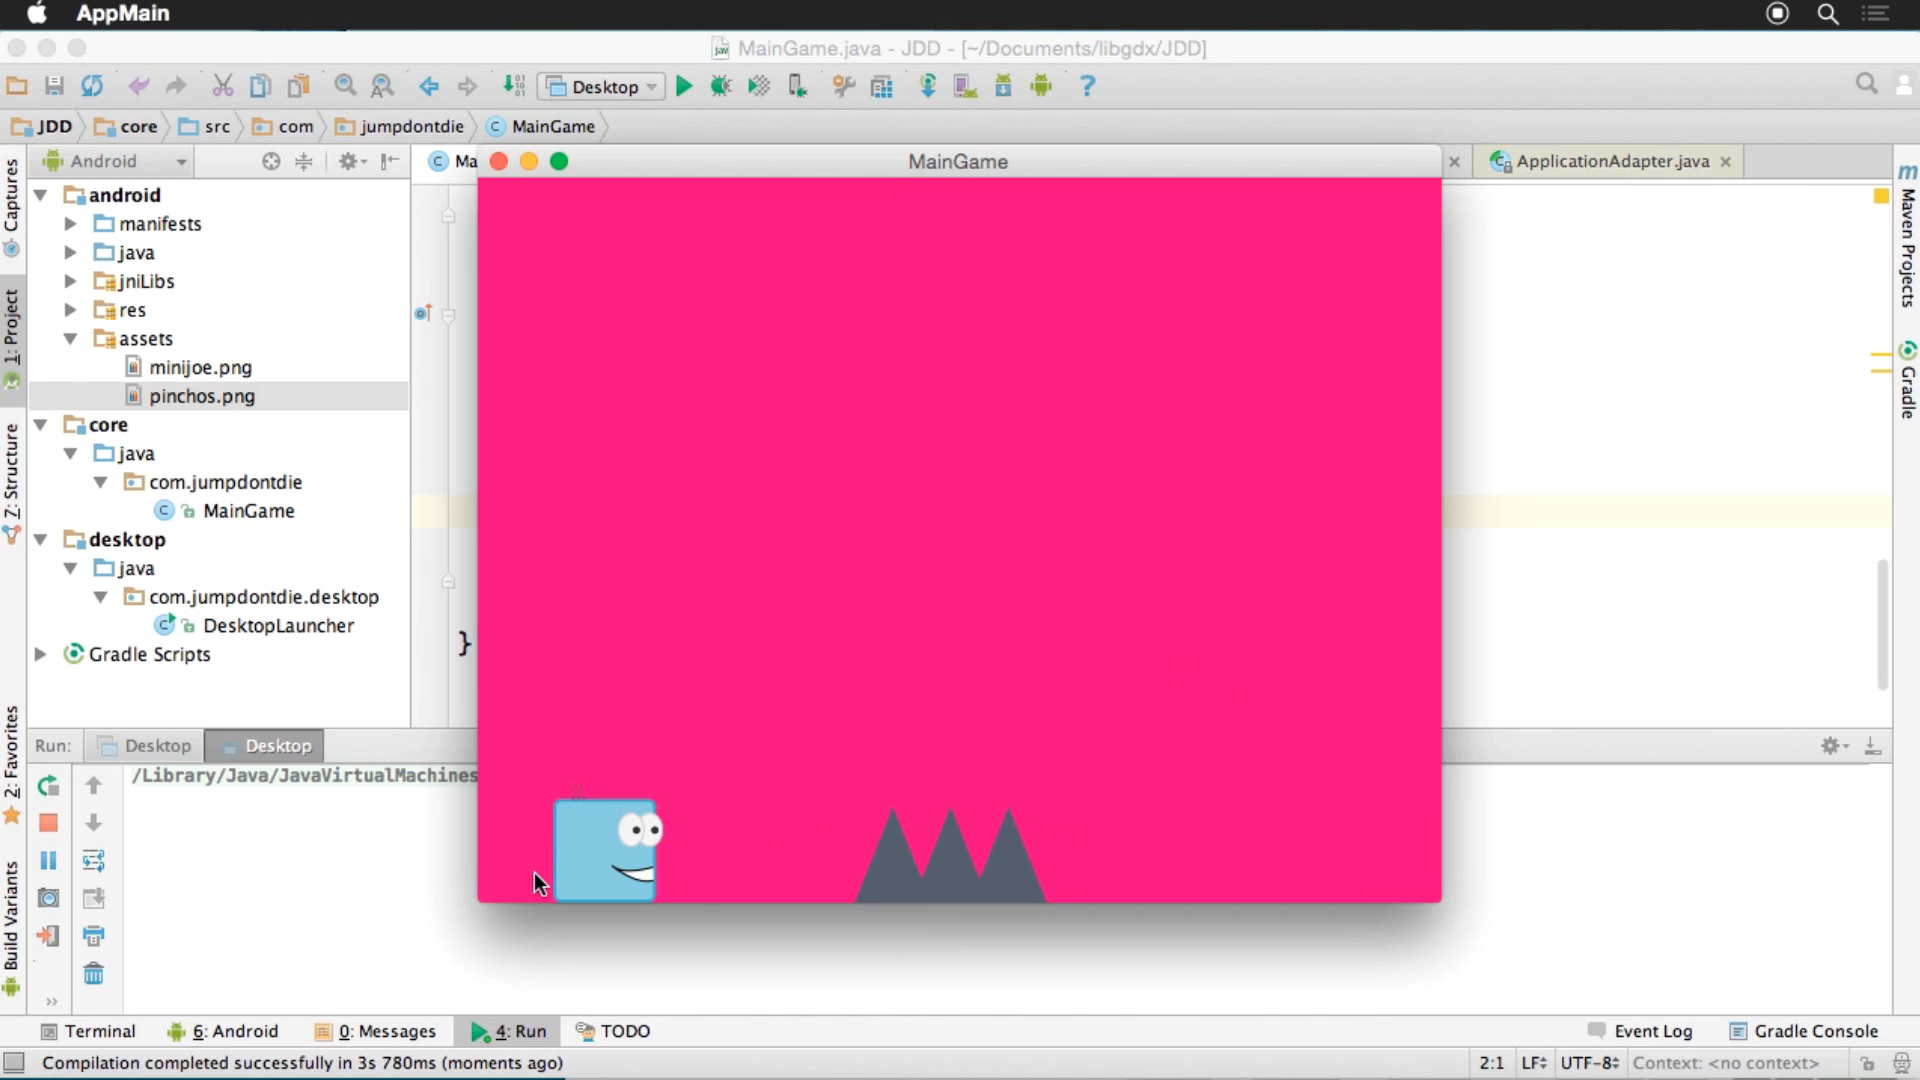 AppMain
MainGame.java - JDD - [~/Documents/libgdx/JDD]
Desktop
JDD core src com jumpdontdie MainGame
Android
Ma
MainGame
ApplicationAdapter.java
android
manifests
java
jniLibs
res
assets
minijoe.png
pinchos.png
core
java
com.jumpdontdie
MainGame
desktop
java
com.jumpdontdie.desktop
DesktopLauncher
Gradle Scripts
}
Captures
1: Project
7: Structure
2: Favorites
Build Variants
Maven Projects
Gradle
Run: Desktop Desktop
/Library/Java/JavaVirtualMachines
Terminal 6: Android 0: Messages 4: Run TODO Event Log Gradle Console
Compilation completed successfully in 3s 780ms (moments ago) 2:1 LF UTF-8 Context: <no context>